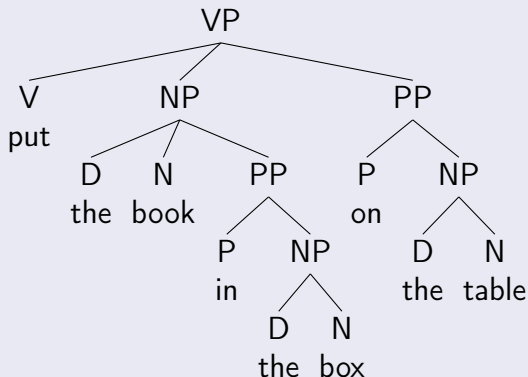 VP
V NP PP
put
D N PP P NP
the book on
P NP D N
in the table
D N
the box